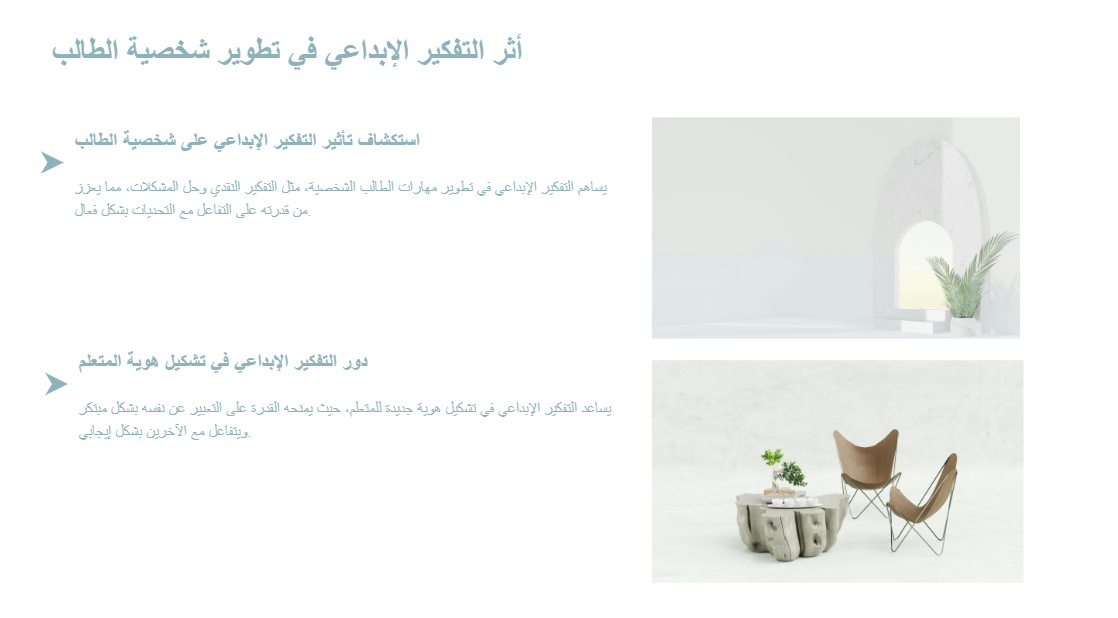 أثر التفكير الإبداعي في تطوير شخصية الطالب
استكشاف تأثير التفكير الإبداعي على شخصية الطالب
يساهم التفكير الإبداعي في تطوير مهارات الطالب الشخصية، مثل التفكير النقدي وحل المشكلات، مما يعزز
من قدرته على التفاعل مع التحديات بشكل فعال.
دور التفكير الإبداعي في تشكيل هوية المتعلم
يساعد التفكير الإبداعي في تشكيل هوية جديدة للمتعلم، حيث يمنحه القدرة على التعبير عن نفسه بشكل مبتكر
ويتفاعل مع الآخرين بشكل إيجابي.